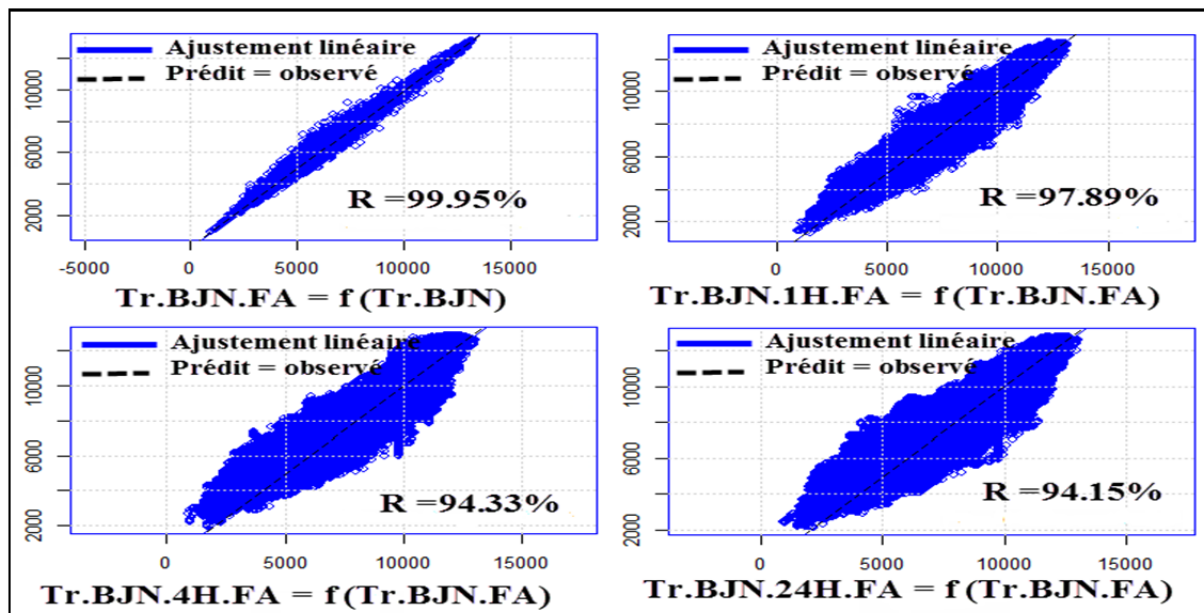 Ajustement linéaire
Prédit = observé
10000
6000
2000
R =99.95%
-5000 0 5000 10000 15000
Tr.BJN.FA = f (Tr.BJN)
Ajustement linéaire
Prédit = observé
10000
6000
2000
R =97.89%
0 5000 10000 15000
Tr.BJN.1H.FA = f (Tr.BJN.FA)
Ajustement linéaire
Prédit = observé
10000
6000
2000
R =94.33%
0 5000 10000 15000
Tr.BJN.4H.FA = f (Tr.BJN.FA)
Ajustement linéaire
Prédit = observé
10000
6000
2000
R =94.15%
0 5000 10000 15000
Tr.BJN.24H.FA = f (Tr.BJN.FA)